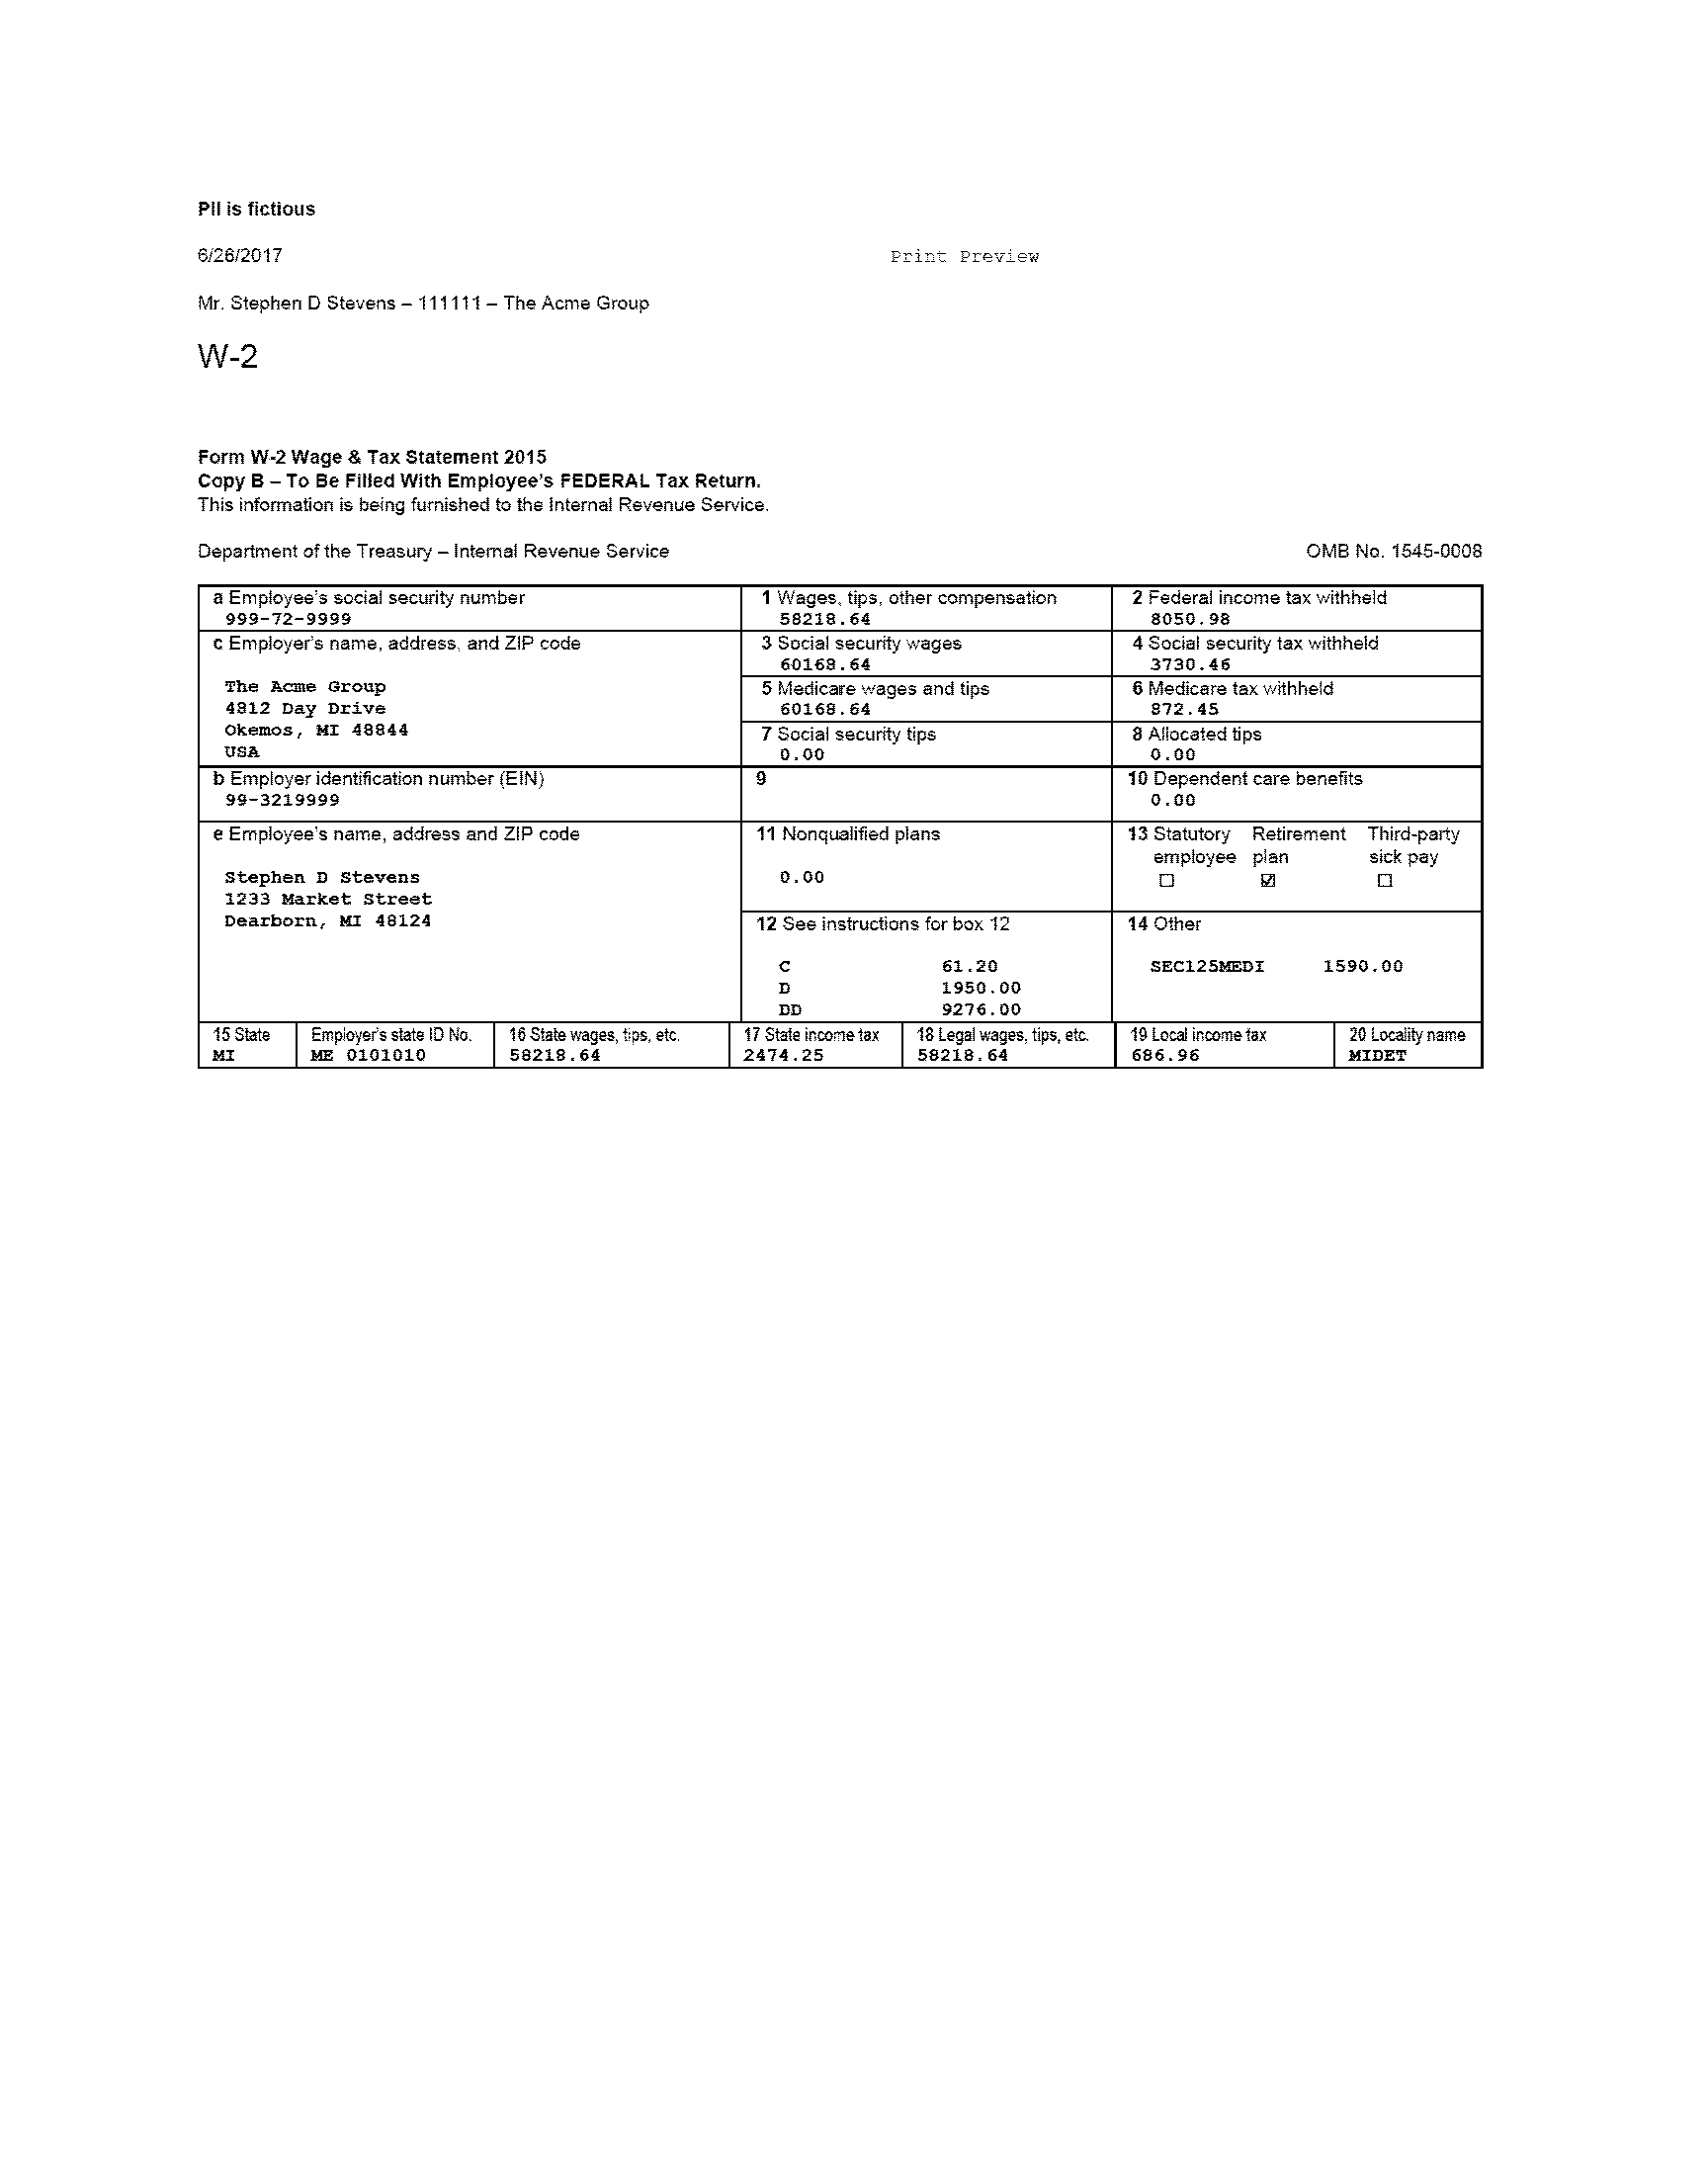 PII is fictious
6/26/2017 Print Preview
Mr. Stephen D Stevens – 111111 – The Acme Group
W-2
Form W-2 Wage & Tax Statement 2015
Copy B – To Be Filled With Employee's FEDERAL Tax Return.
This information is being furnished to the Internal Revenue Service.
Department of the Treasury – Internal Revenue Service OMB No. 1545-0008
a Employee's social security number
999-72-9999
1 Wages, tips, other compensation
58218.64
2 Federal income tax withheld
8050.98
c Employer's name, address, and ZIP code
The Acme Group
4812 Day Drive
Okemos, MI 48844
USA
3 Social security wages
60168.64
4 Social security tax withheld
3730.46
5 Medicare wages and tips
60168.64
6 Medicare tax withheld
872.45
7 Social security tips
0.00
8 Allocated tips
0.00
b Employer identification number (EIN)
99-3219999
9
10 Dependent care benefits
0.00
e Employee's name, address and ZIP code
Stephen D Stevens
1233 Market Street
Dearborn, MI 48124
11 Nonqualified plans
0.00
13 Statutory Retirement Third-party
employee plan sick pay
☐ ☑ ☐
12 See instructions for box 12
C 61.20
D 1950.00
DD 9276.00
14 Other
SEC125MEDI 1590.00
15 State Employer's state ID No. 16 State wages, tips, etc. 17 State income tax 18 Legal wages, tips, etc. 19 Local income tax 20 Locality name
MI ME 0101010 58218.64 2474.25 58218.64 686.96 MIDET